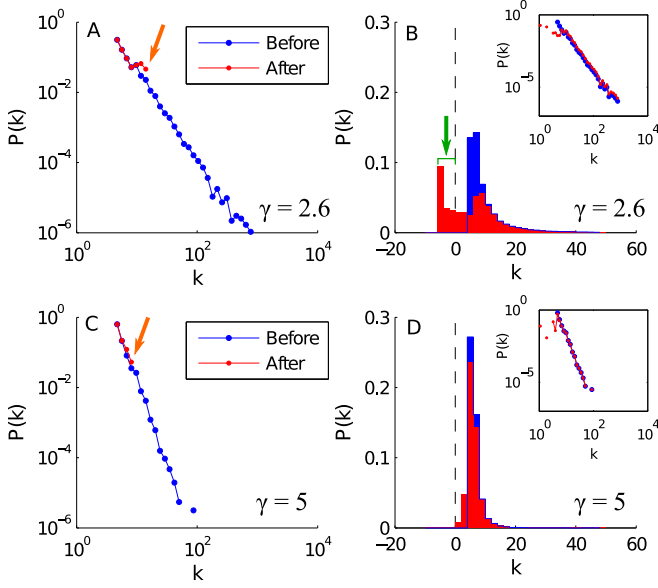 A
Before
After
P(k)
10^0
10^-2
10^-4
10^-6
10^0
10^2
10^4
k
γ = 2.6
B
P(k)
0.3
0.2
0.1
0
-20
0
20
40
60
k
γ = 2.6
P(k)
10^0
10^-5
10^0
10^2
10^4
k
C
Before
After
P(k)
10^0
10^-2
10^-4
10^-6
10^0
10^2
10^4
k
γ = 5
D
P(k)
0.3
0.2
0.1
0
-20
0
20
40
60
k
γ = 5
P(k)
10^0
10^-5
10^0
10^2
10^4
k